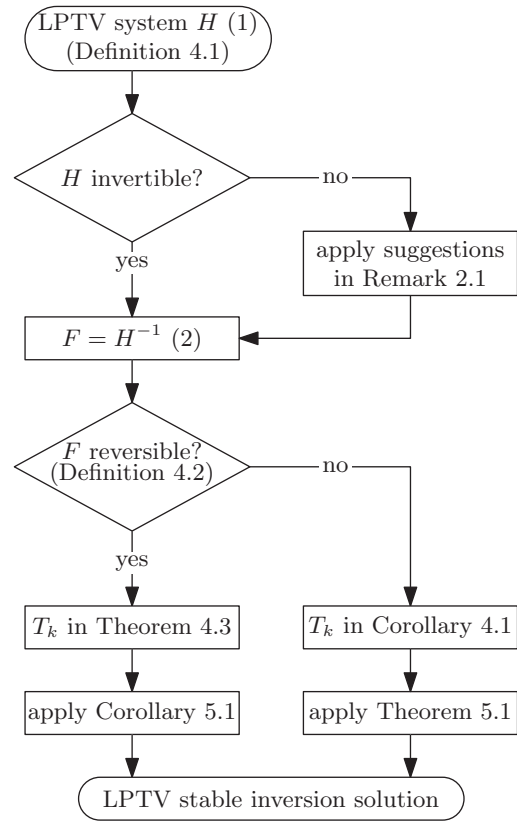 LPTV system H (1)
(Definition 4.1)
H invertible?
no
yes
apply suggestions
in Remark 2.1
F = H⁻¹ (2)
F reversible?
(Definition 4.2)
no
yes
Tₖ in Theorem 4.3
Tₖ in Corollary 4.1
apply Corollary 5.1
apply Theorem 5.1
LPTV stable inversion solution